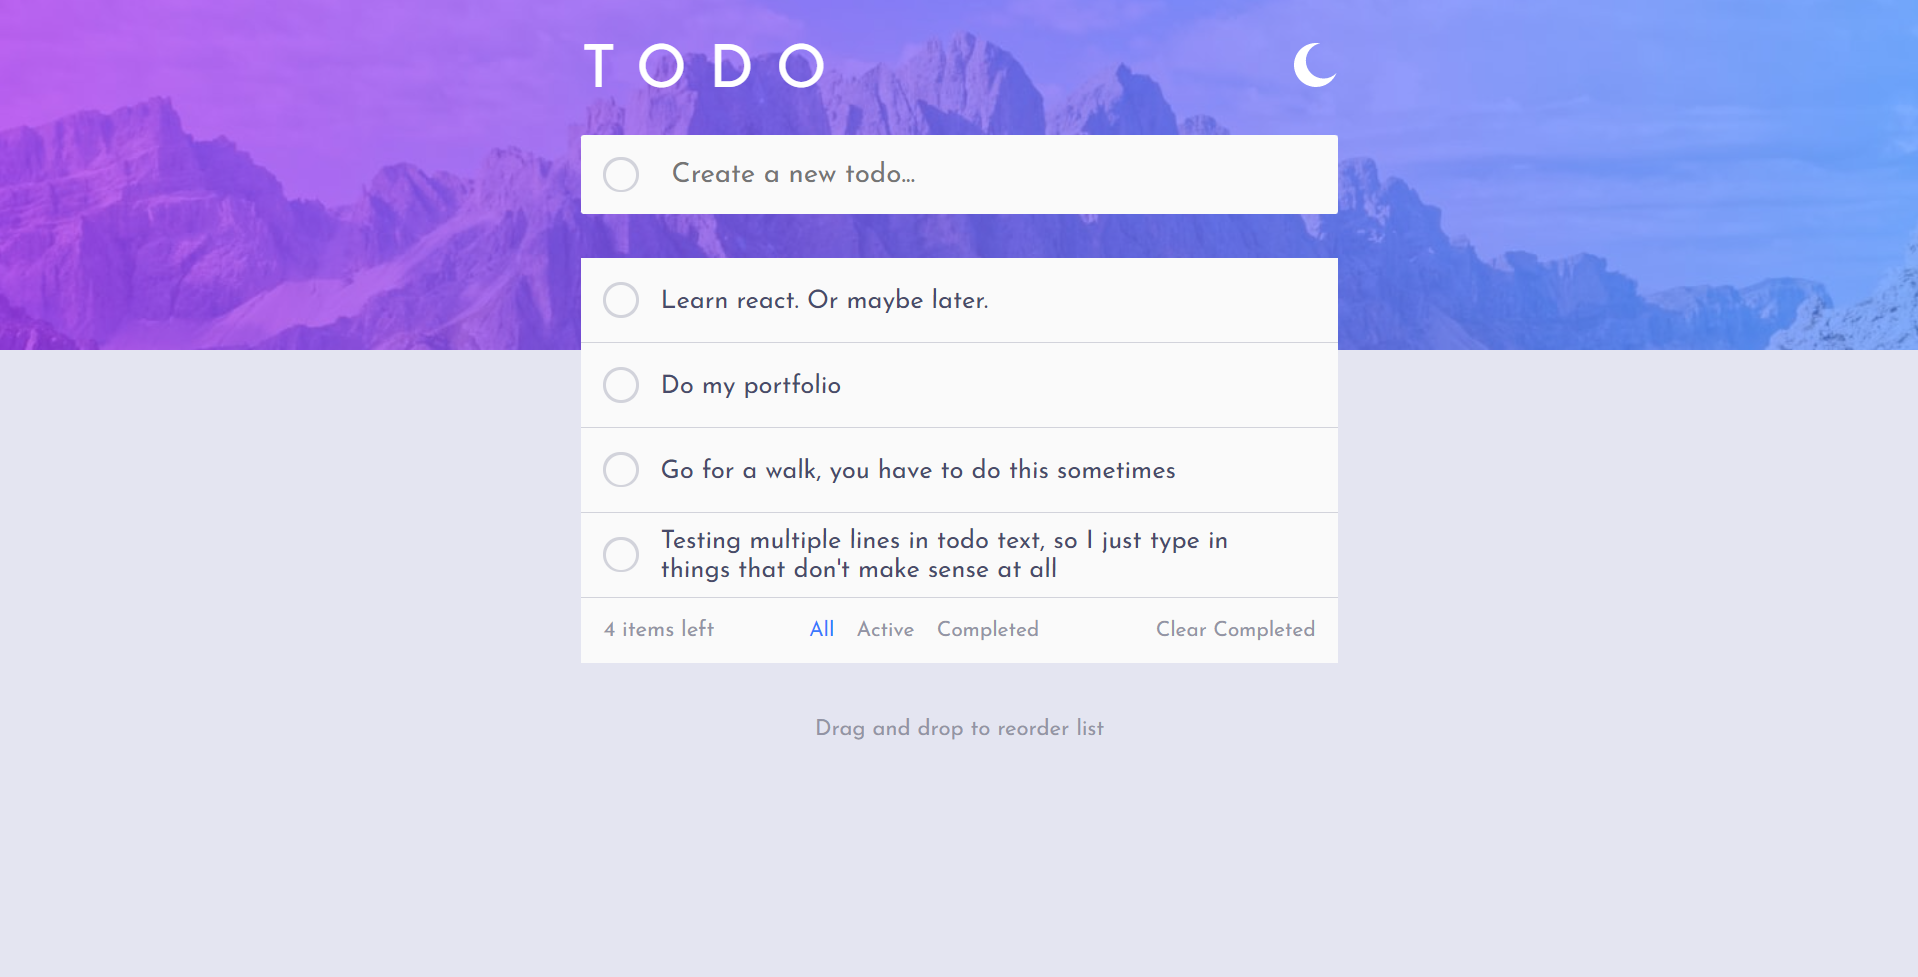 TODO
Create a new todo...
Learn react. Or maybe later.
Do my portfolio
Go for a walk, you have to do this sometimes
Testing multiple lines in todo text, so I just type in
things that don't make sense at all
4 items left All Active Completed Clear Completed
Drag and drop to reorder list